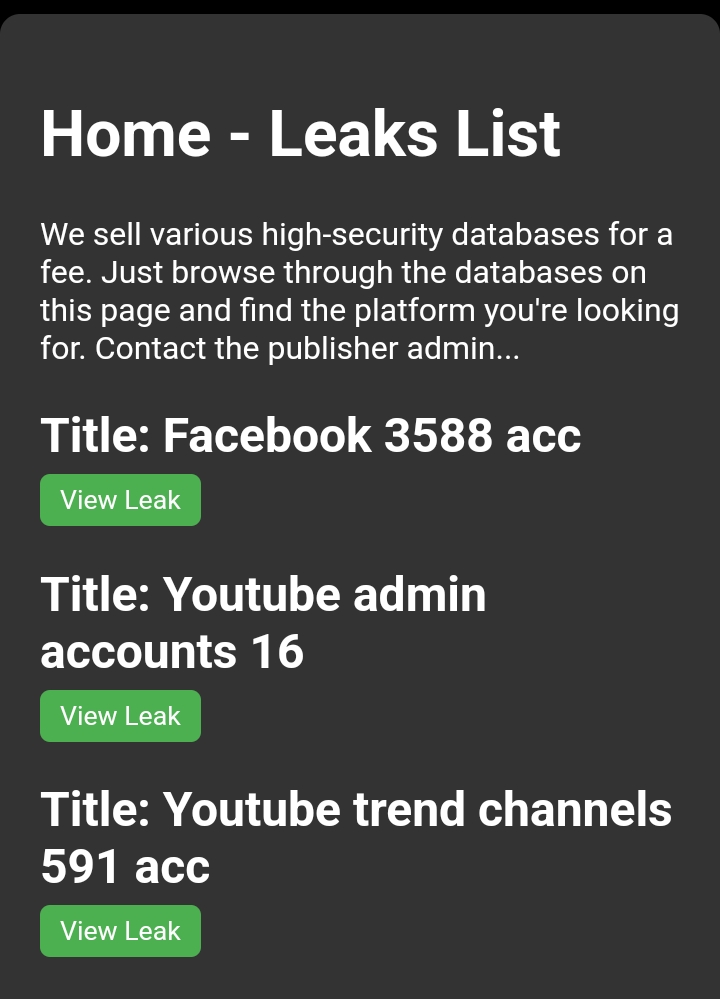 Home - Leaks List
We sell various high-security databases for a
fee. Just browse through the databases on
this page and find the platform you're looking
for. Contact the publisher admin...
Title: Facebook 3588 acc
View Leak
Title: Youtube admin
accounts 16
View Leak
Title: Youtube trend channels
591 acc
View Leak